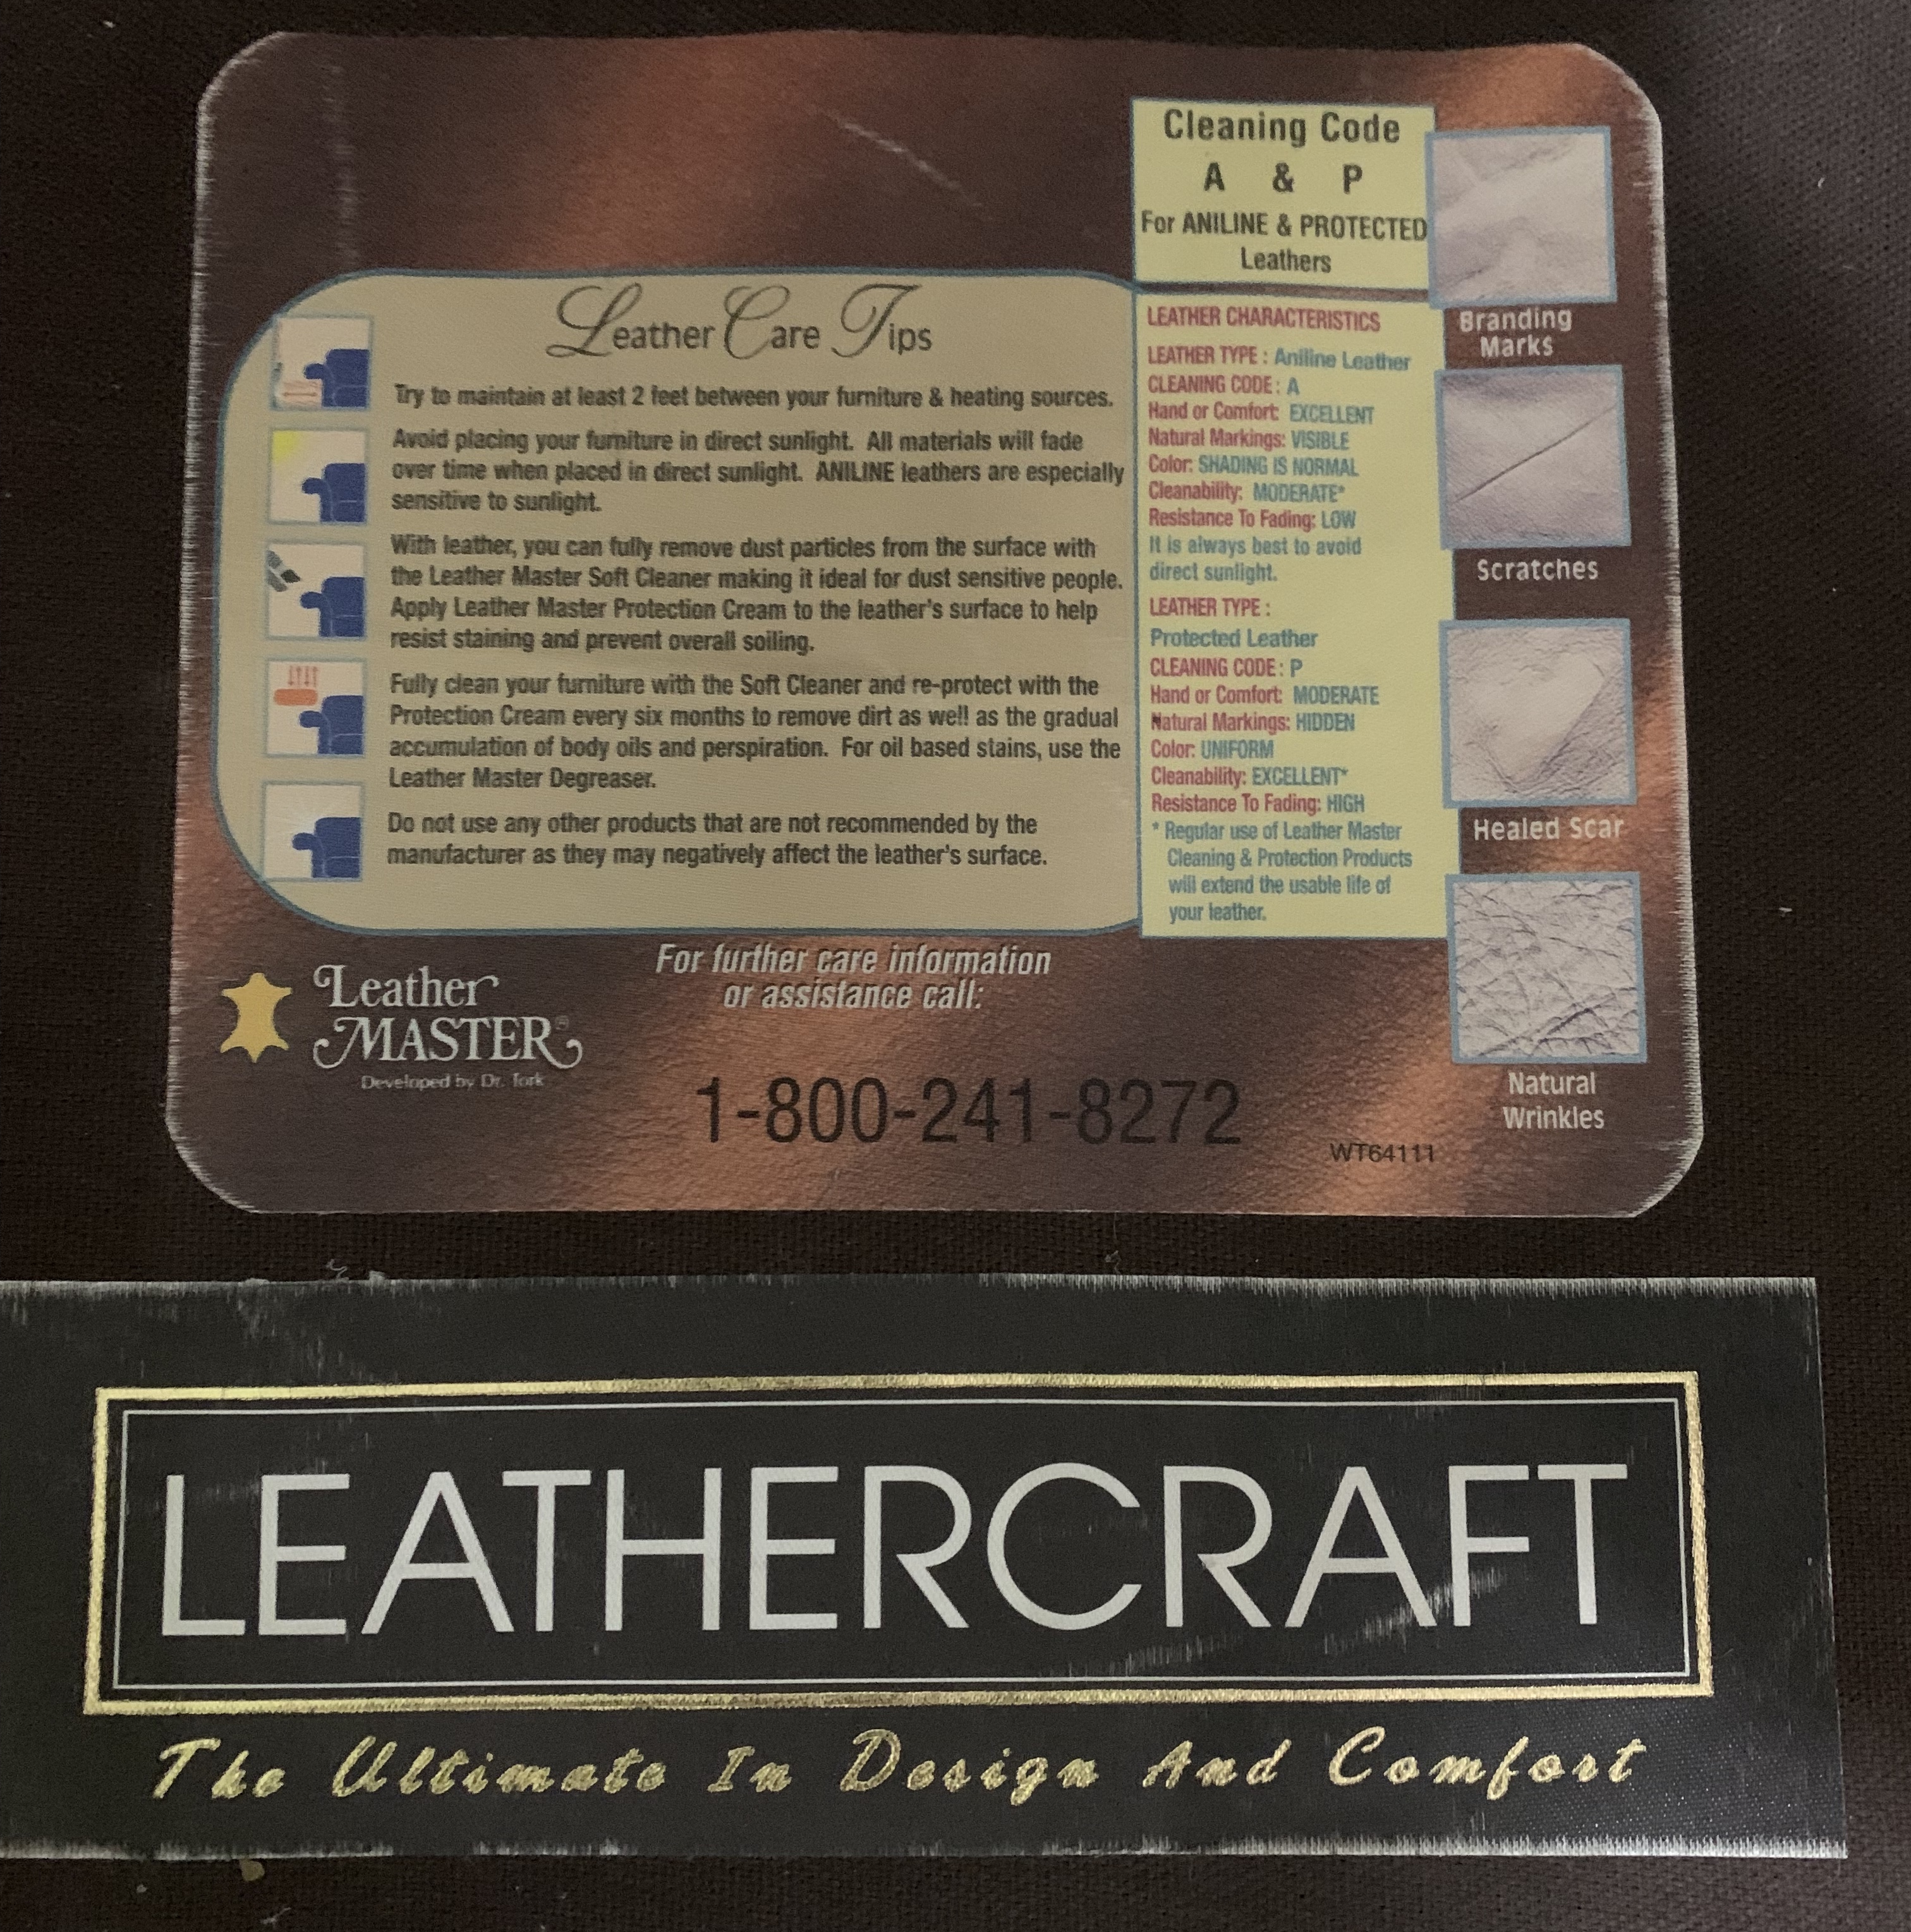 Cleaning Code
A & P
For ANILINE & PROTECTED
Leathers
Leather Care Tips
Try to maintain at least 2 feet between your furniture & heating sources.
Avoid placing your furniture in direct sunlight. All materials will fade
over time when placed in direct sunlight. ANILINE leathers are especially
sensitive to sunlight.
With leather, you can fully remove dust particles from the surface with
the Leather Master Soft Cleaner making it ideal for dust sensitive people.
Apply Leather Master Protection Cream to the leather's surface to help
resist staining and prevent overall soiling.
Fully clean your furniture with the Soft Cleaner and re-protect with the
Protection Cream every six months to remove dirt as well as the gradual
accumulation of body oils and perspiration. For oil based stains, use the
Leather Master Degreaser.
Do not use any other products that are not recommended by the
manufacturer as they may negatively affect the leather's surface.
LEATHER CHARACTERISTICS
LEATHER TYPE : Aniline Leather
CLEANING CODE : A
Hand or Comfort: EXCELLENT
Natural Markings: VISIBLE
Color: SHADING IS NORMAL
Cleanability: MODERATE*
Resistance To Fading: LOW
It is always best to avoid
direct sunlight.
LEATHER TYPE :
Protected Leather
CLEANING CODE : P
Hand or Comfort: MODERATE
Natural Markings: HIDDEN
Color: UNIFORM
Cleanability: EXCELLENT*
Resistance To Fading: HIGH
* Regular use of Leather Master
Cleaning & Protection Products
will extend the usable life of
your leather.
Branding
Marks
Scratches
Healed Scar
Natural
Wrinkles
Leather
MASTER®
Developed by Dr. Tork
For further care information
or assistance call:
1-800-241-8272
WT64111
LEATHERCRAFT
The Ultimate In Design And Comfort